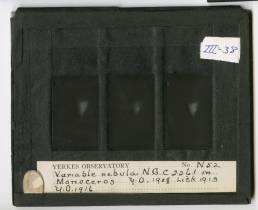 III-38
YERKES OBSERVATORY No. N52
Variable nebula N.G.C 2261 in
Monoceros Y.O. 1908 Lick 1913
Y.O. 1916